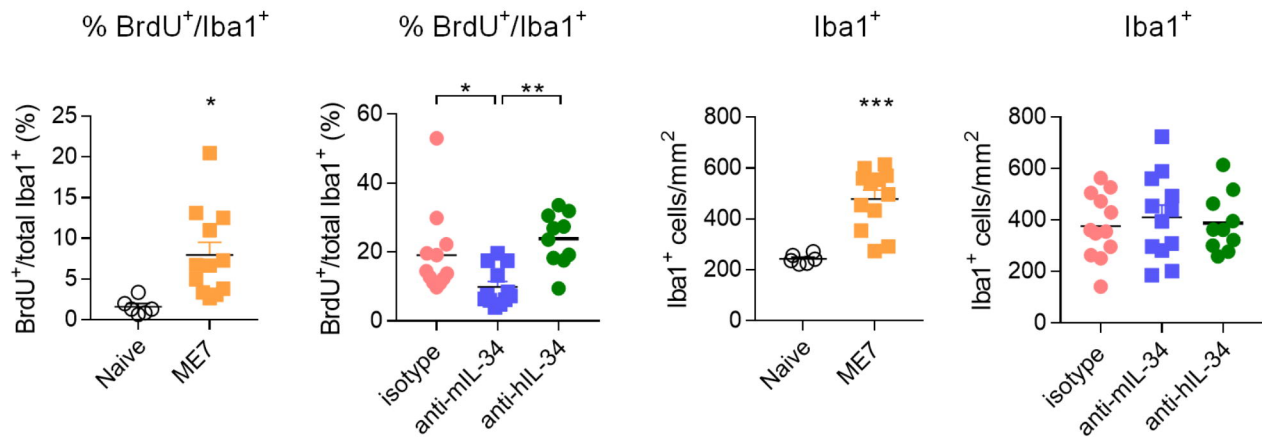 % BrdU⁺/Iba1⁺
BrdU⁺/total Iba1⁺ (%)
25
20
15
10
5
0
*
Naive
ME7
% BrdU⁺/Iba1⁺
BrdU⁺/total Iba1⁺ (%)
60
40
20
0
*
**
isotype
anti-mIL-34
anti-hIL-34
Iba1⁺
Iba1⁺ cells/mm²
800
600
400
200
0
***
Naive
ME7
Iba1⁺
Iba1⁺ cells/mm²
800
600
400
200
0
isotype
anti-mIL-34
anti-hIL-34